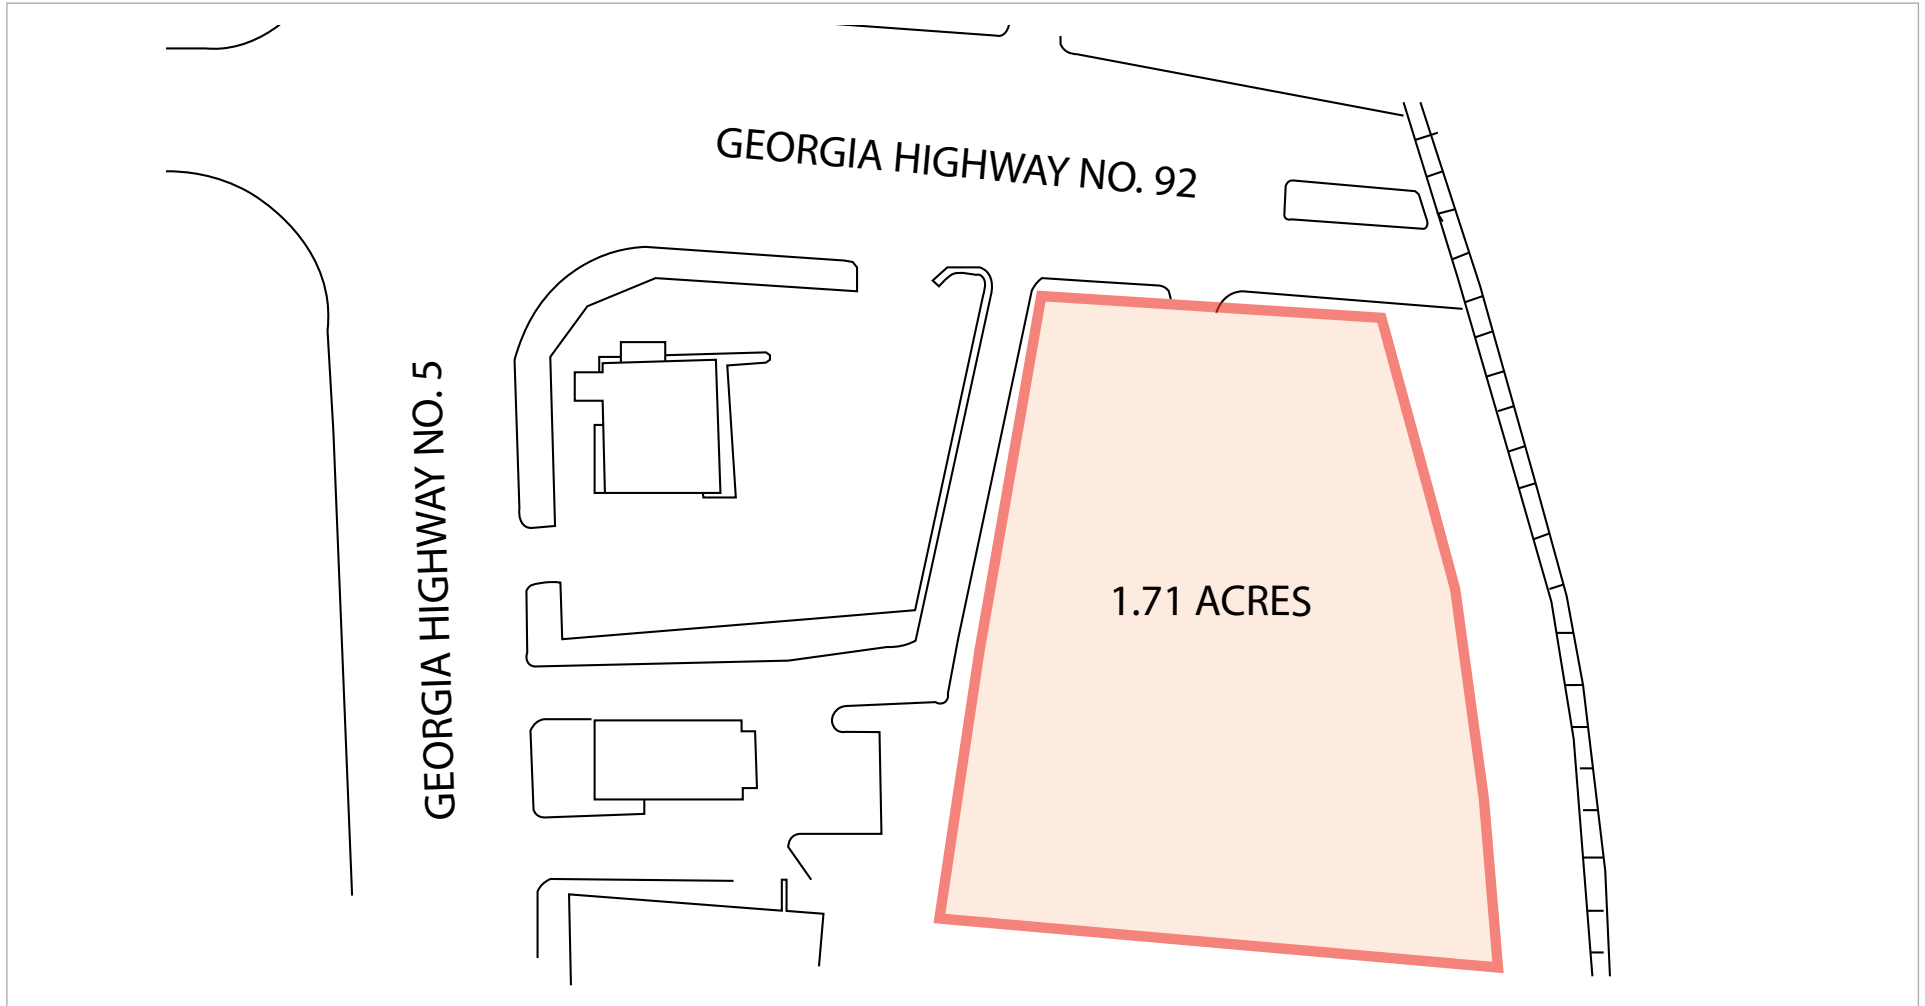 GEORGIA HIGHWAY NO. 92
GEORGIA HIGHWAY NO. 5
1.71 ACRES